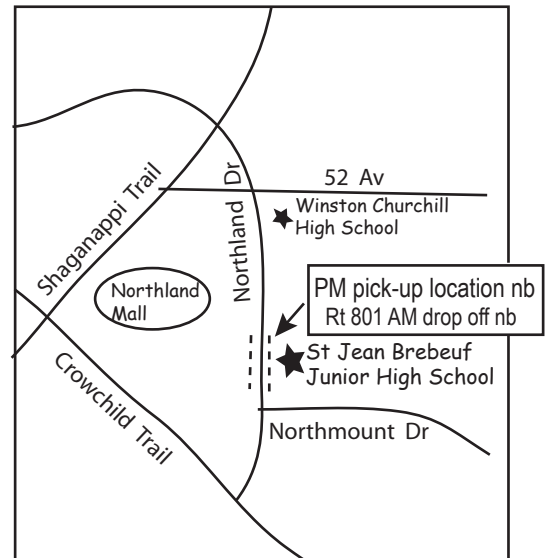 Shaganappi Trail
Northland Dr
52 Av
Winston Churchill
High School
Northland
Mall
PM pick-up location nb
Rt 801 AM drop off nb
St Jean Brebeuf
Junior High School
Crowchild Trail
Northmount Dr